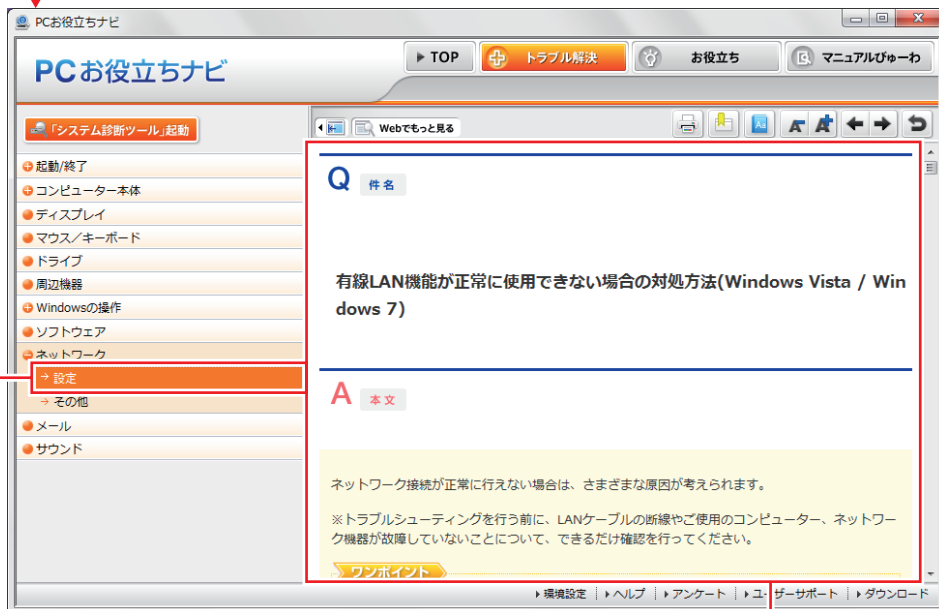 PCお役立ちナビ
PCお役立ちナビ
TOP
トラブル解決
お役立ち
マニュアルびゅーわ
「システム診断ツール」起動
Webでもっと見る
起動/終了
コンピューター本体
ディスプレイ
マウス／キーボード
ドライブ
周辺機器
Windowsの操作
ソフトウェア
ネットワーク
→ 設定
→ その他
メール
サウンド
Q 件名
有線LAN機能が正常に使用できない場合の対処方法(Windows Vista / Win
dows 7)
A 本文
ネットワーク接続が正常に行えない場合は、さまざまな原因が考えられます。
※トラブルシューティングを行う前に、LANケーブルの断線やご使用のコンピューター、ネットワー
ク機器が故障していないことについて、できるだけ確認を行ってください。
ワンポイント
環境設定
ヘルプ
アンケート
ユーザーサポート
ダウンロード